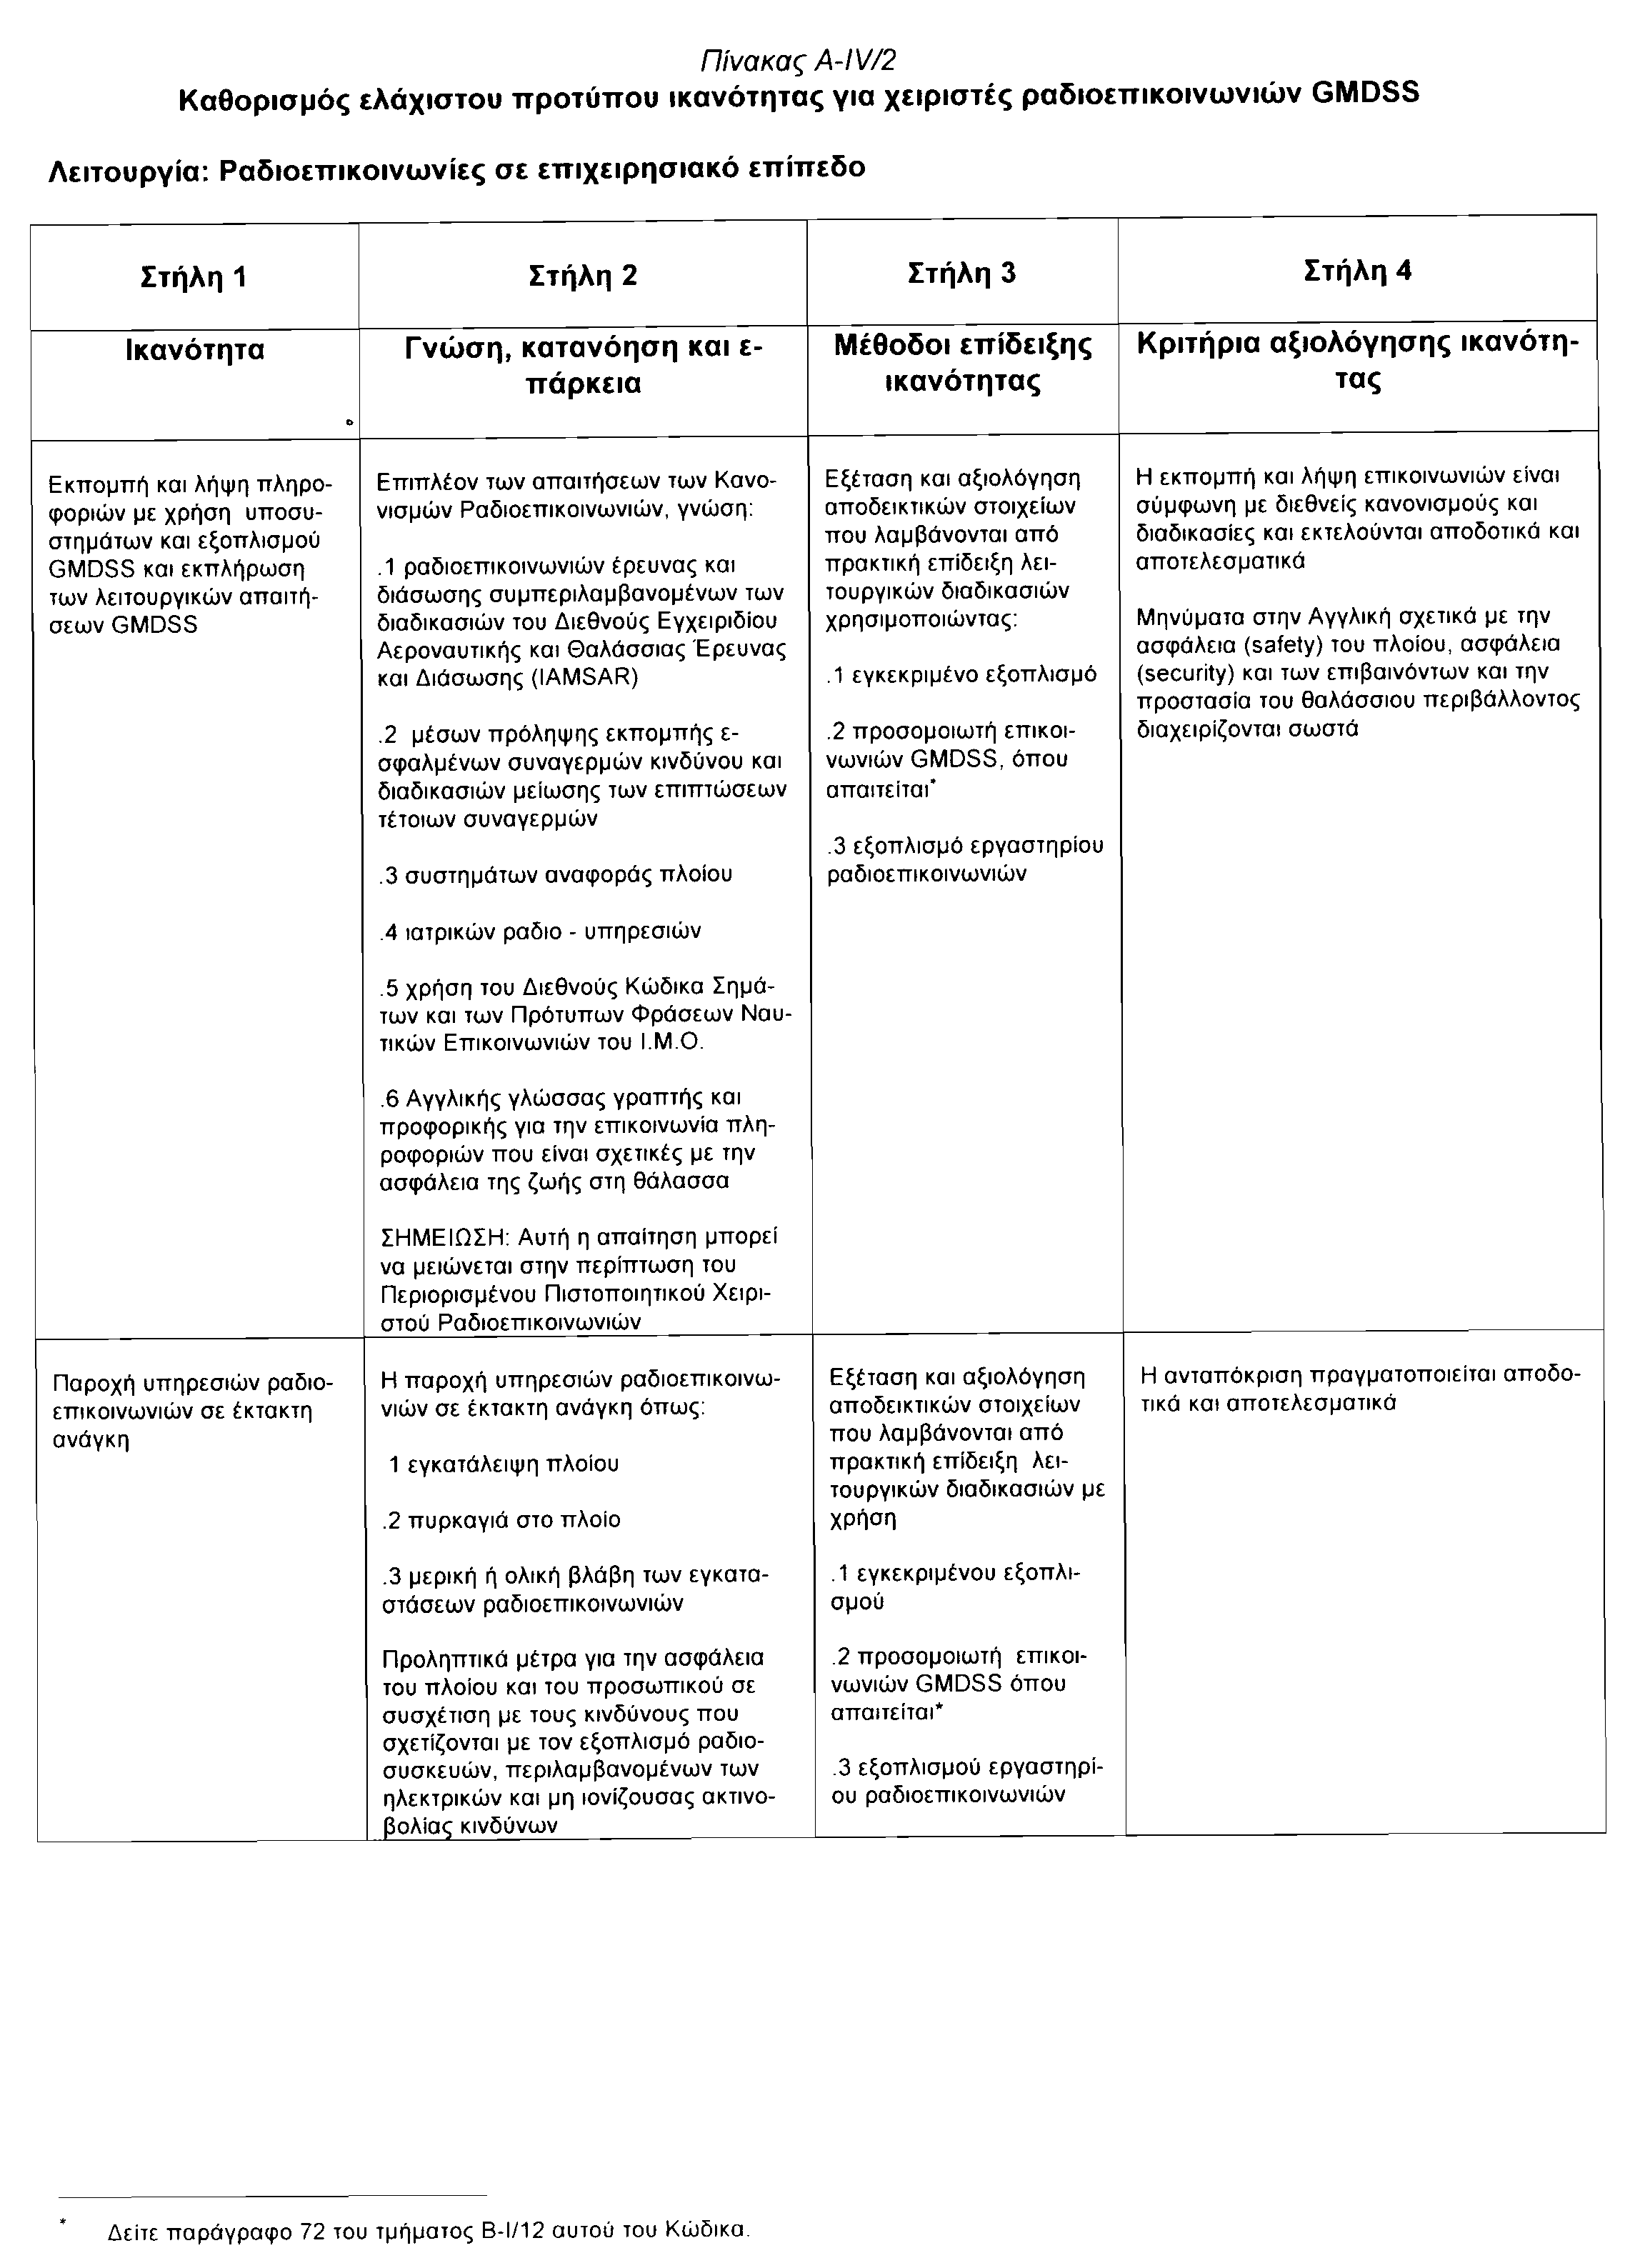 Πίνακας Α-IV/2
Καθορισμός ελάχιστου προτύπου ικανότητας για χειριστές ραδιοεπικοινωνιών GMDSS
Λειτουργία: Ραδιοεπικοινωνίες σε επιχειρησιακό επίπεδο
Στήλη 1
Στήλη 2
Στήλη 3
Στήλη 4
Ικανότητα
Γνώση, κατανόηση και ε-
πάρκεια
Μέθοδοι επίδειξης
ικανότητας
Κριτήρια αξιολόγησης ικανότη-
τας
Εκπομπή και λήψη πληρο-
φοριών με χρήση υποσυ-
στημάτων και εξοπλισμού
GMDSS και εκπλήρωση
των λειτουργικών απαιτή-
σεων GMDSS
Επιπλέον των απαιτήσεων των Κανο-
νισμών Ραδιοεπικοινωνιών, γνώση:
.1 ραδιοεπικοινωνιών έρευνας και
διάσωσης συμπεριλαμβανομένων των
διαδικασιών του Διεθνούς Εγχειριδίου
Αεροναυτικής και Θαλάσσιας Έρευνας
και Διάσωσης (IAMSAR)
.2 μέσων πρόληψης εκπομπής ε-
σφαλμένων συναγερμών κινδύνου και
διαδικασιών μείωσης των επιπτώσεων
τέτοιων συναγερμών
.3 συστημάτων αναφοράς πλοίου
.4 ιατρικών ραδιο - υπηρεσιών
.5 χρήση του Διεθνούς Κώδικα Σημά-
των και των Πρότυπων Φράσεων Ναυ-
τικών Επικοινωνιών του Ι.Μ.Ο.
.6 Αγγλικής γλώσσας γραπτής και
προφορικής για την επικοινωνία πλη-
ροφοριών που είναι σχετικές με την
ασφάλεια της ζωής στη θάλασσα
ΣΗΜΕΙΩΣΗ: Αυτή η απαίτηση μπορεί
να μειώνεται στην περίπτωση του
Περιορισμένου Πιστοποιητικού Χειρι-
στού Ραδιοεπικοινωνιών
Εξέταση και αξιολόγηση
αποδεικτικών στοιχείων
που λαμβάνονται από
πρακτική επίδειξη λει-
τουργικών διαδικασιών
χρησιμοποιώντας:
.1 εγκεκριμένο εξοπλισμό
.2 προσομοιωτή επικοι-
νωνιών GMDSS, όπου
απαιτείται*
.3 εξοπλισμό εργαστηρίου
ραδιοεπικοινωνιών
Η εκπομπή και λήψη επικοινωνιών είναι
σύμφωνη με διεθνείς κανονισμούς και
διαδικασίες και εκτελούνται αποδοτικά και
αποτελεσματικά
Μηνύματα στην Αγγλική σχετικά με την
ασφάλεια (safety) του πλοίου, ασφάλεια
(security) και των επιβαινόντων και την
προστασία του θαλάσσιου περιβάλλοντος
διαχειρίζονται σωστά
Παροχή υπηρεσιών ραδιο-
επικοινωνιών σε έκτακτη
ανάγκη
Η παροχή υπηρεσιών ραδιοεπικοινω-
νιών σε έκτακτη ανάγκη όπως:
1 εγκατάλειψη πλοίου
.2 πυρκαγιά στο πλοίο
.3 μερική ή ολική βλάβη των εγκατα-
στάσεων ραδιοεπικοινωνιών
Προληπτικά μέτρα για την ασφάλεια
του πλοίου και του προσωπικού σε
συσχέτιση με τους κινδύνους που
σχετίζονται με τον εξοπλισμό ραδιο-
συσκευών, περιλαμβανομένων των
ηλεκτρικών και μη ιονίζουσας ακτινο-
βολίας κινδύνων
Εξέταση και αξιολόγηση
αποδεικτικών στοιχείων
που λαμβάνονται από
πρακτική επίδειξη λει-
τουργικών διαδικασιών με
χρήση
.1 εγκεκριμένου εξοπλι-
σμού
.2 προσομοιωτή επικοι-
νωνιών GMDSS όπου
απαιτείται*
.3 εξοπλισμού εργαστηρί-
ου ραδιοεπικοινωνιών
Η ανταπόκριση πραγματοποιείται αποδο-
τικά και αποτελεσματικά
* Δείτε παράγραφο 72 του τμήματος Β-Ι/12 αυτού του Κώδικα.